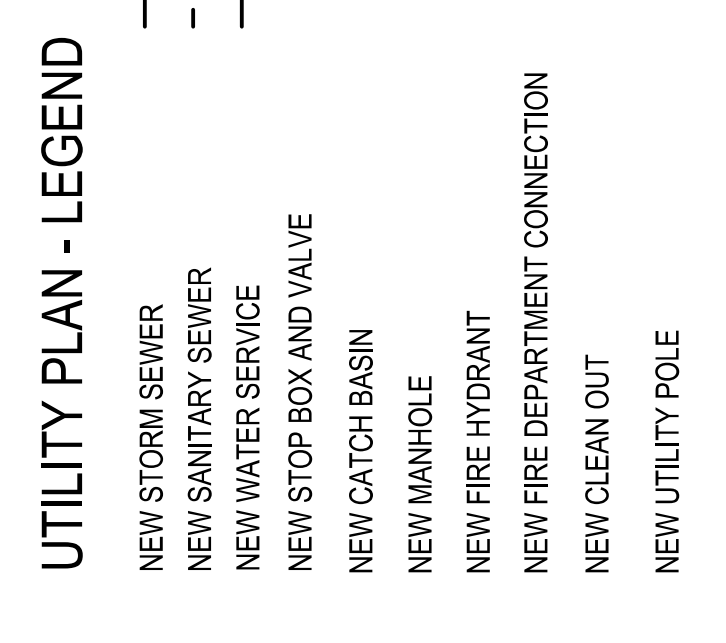 UTILITY PLAN - LEGEND
NEW STORM SEWER
NEW SANITARY SEWER
NEW WATER SERVICE
NEW STOP BOX AND VALVE
NEW CATCH BASIN
NEW MANHOLE
NEW FIRE HYDRANT
NEW FIRE DEPARTMENT CONNECTION
NEW CLEAN OUT
NEW UTILITY POLE